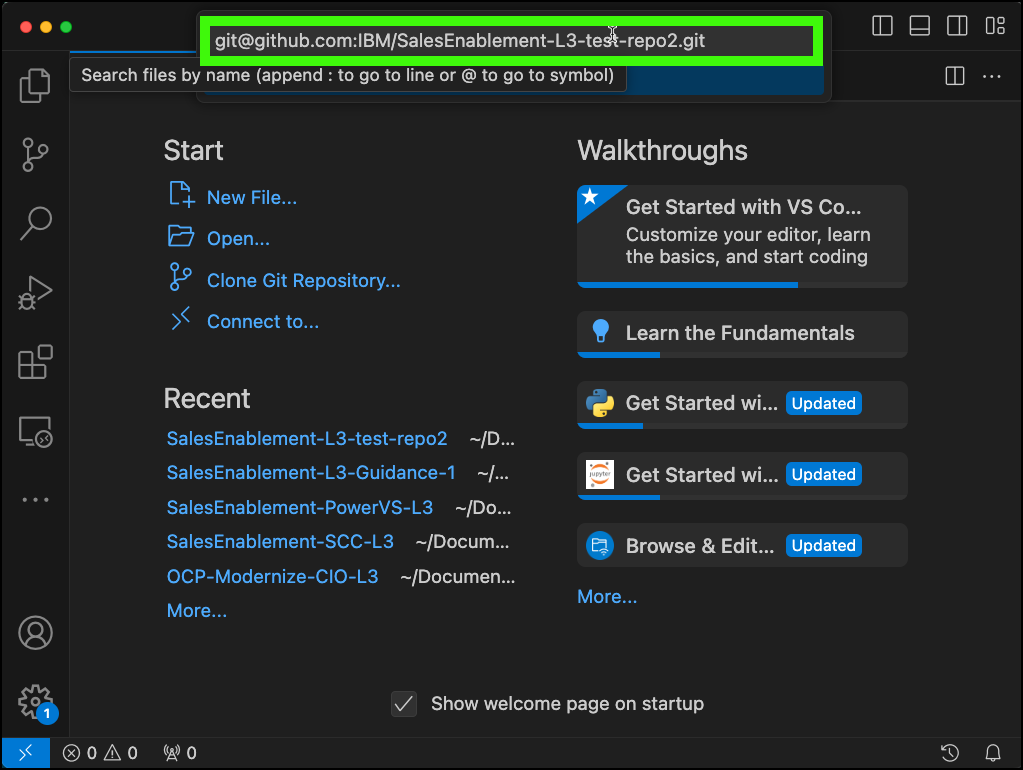 git@github.com:IBM/SalesEnablement-L3-test-repo2.git
Search files by name (append : to go to line or @ to go to symbol)
Start
New File...
Open...
Clone Git Repository...
Connect to...
Recent
SalesEnablement-L3-test-repo2 ~/D...
SalesEnablement-L3-Guidance-1 ~/...
SalesEnablement-PowerVS-L3 ~/Do...
SalesEnablement-SCC-L3 ~/Docum...
OCP-Modernize-CIO-L3 ~/Documen...
More...
Walkthroughs
Get Started with VS Co...
Customize your editor, learn
the basics, and start coding
Learn the Fundamentals
Get Started wi... Updated
jupyter
Get Started wi... Updated
Browse & Edit... Updated
More...
Show welcome page on startup
1
0 0 0